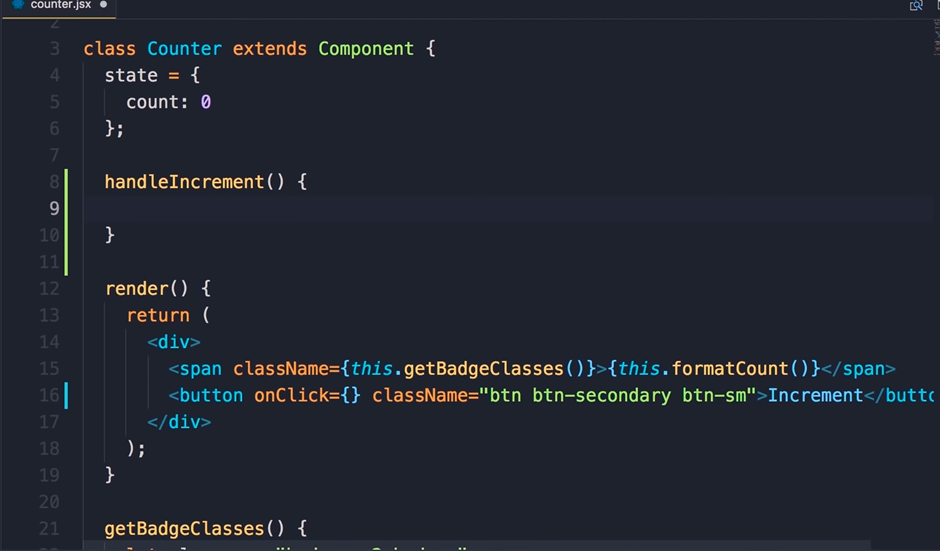 counter.jsx
2
3 class Counter extends Component {
4 state = {
5 count: 0
6 };
7
8 handleIncrement() {
9
10 }
11
12 render() {
13 return (
14 <div>
15 <span className={this.getBadgeClasses()}>{this.formatCount()}</span>
16 <button onClick={} className="btn btn-secondary btn-sm">Increment</butto
17 </div>
18 );
19 }
20
21 getBadgeClasses() {